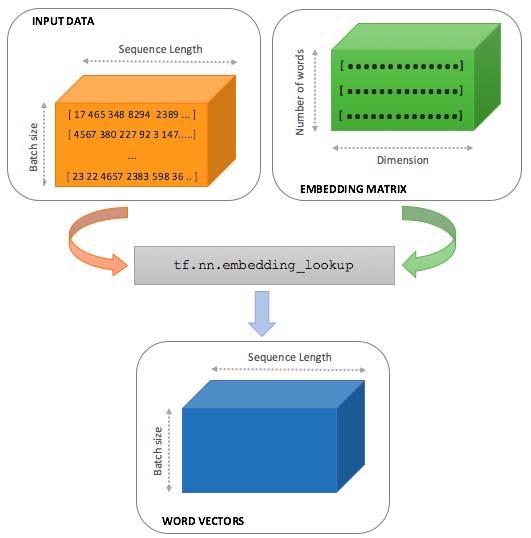 INPUT DATA
Sequence Length
Batch size
[ 17 465 348 8294 2389 ... ]
[ 4567 380 227 92 3 147.....]
...
[ 23 22 4657 2383 598 36 .. ]
Number of words
Dimension
EMBEDDING MATRIX
tf.nn.embedding_lookup
Sequence Length
Batch size
WORD VECTORS